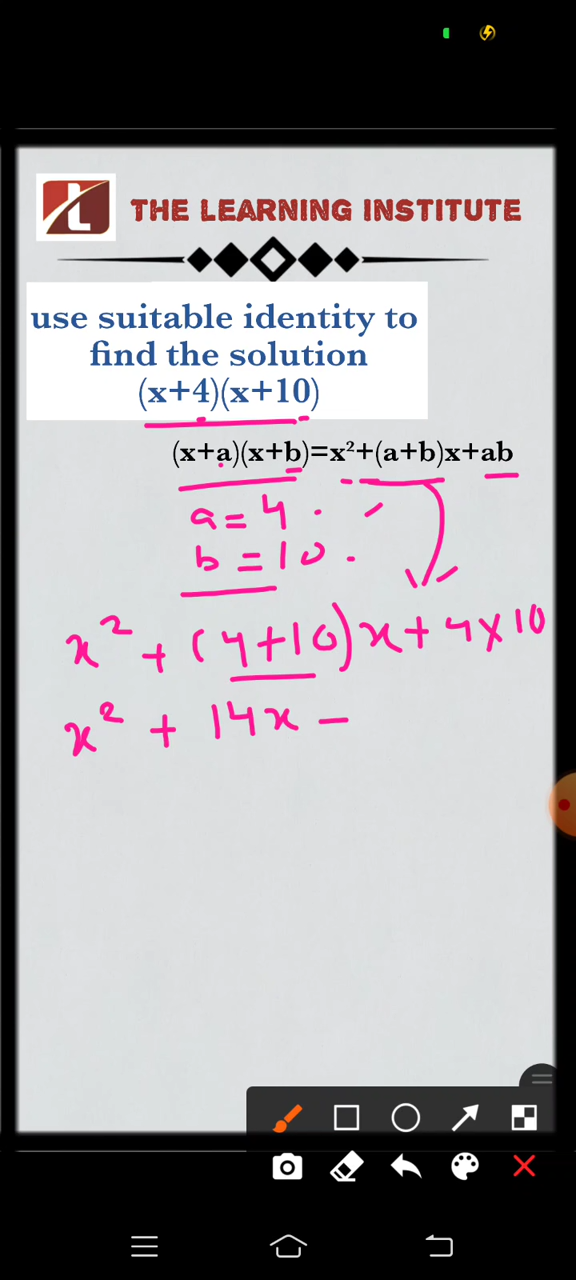 THE LEARNING INSTITUTE
use suitable identity to
find the solution
(x+4)(x+10)
(x+a)(x+b)=x²+(a+b)x+ab
a = 4
b = 10
x² + (4+10)x + 4×10
x² + 14x –